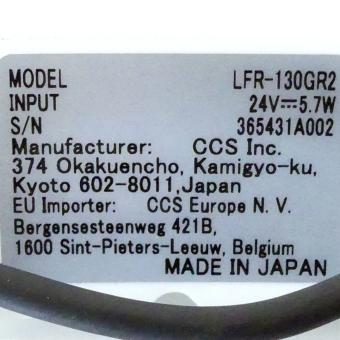 MODEL LFR-130GR2
INPUT 24V⎓5.7W
S/N 365431A002
Manufacturer: CCS Inc.
374 Okakuencho, Kamigyo-ku,
Kyoto 602-8011,Japan
EU Importer: CCS Europe N. V.
Bergensesteenweg 421B,
1600 Sint-Pieters-Leeuw, Belgium
MADE IN JAPAN